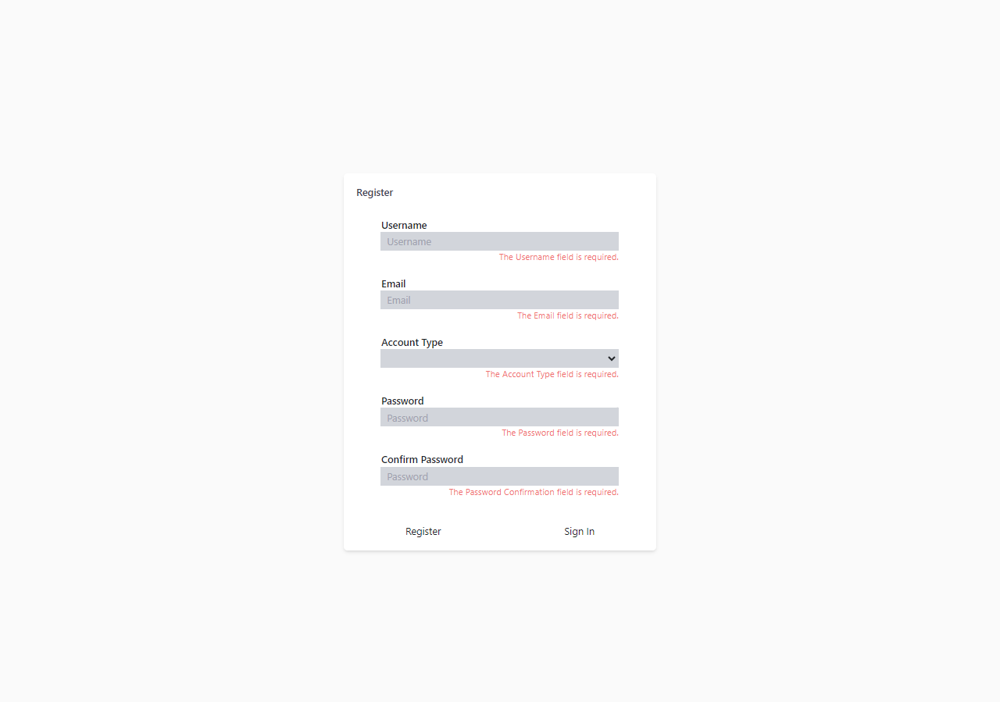 Register
Username
Username
The Username field is required.
Email
Email
The Email field is required.
Account Type
The Account Type field is required.
Password
Password
The Password field is required.
Confirm Password
Password
The Password Confirmation field is required.
Register Sign In